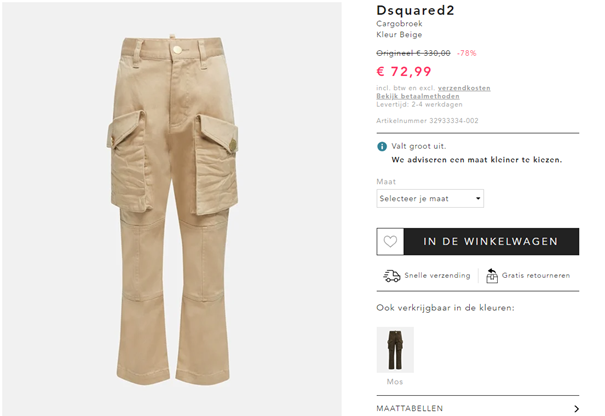 Dsquared2
Cargobroek
Kleur Beige
Origineel € 330,00 -78%
€ 72,99
incl. btw en excl. verzendkosten
Bekijk betaalmethoden
Levertijd: 2-4 werkdagen
Artikelnummer 32933334-002
Valt groot uit.
We adviseren een maat kleiner te kiezen.
Maat
Selecteer je maat
IN DE WINKELWAGEN
Snelle verzending
Gratis retourneren
Ook verkrijgbaar in de kleuren:
Mos
MAATTABELLEN